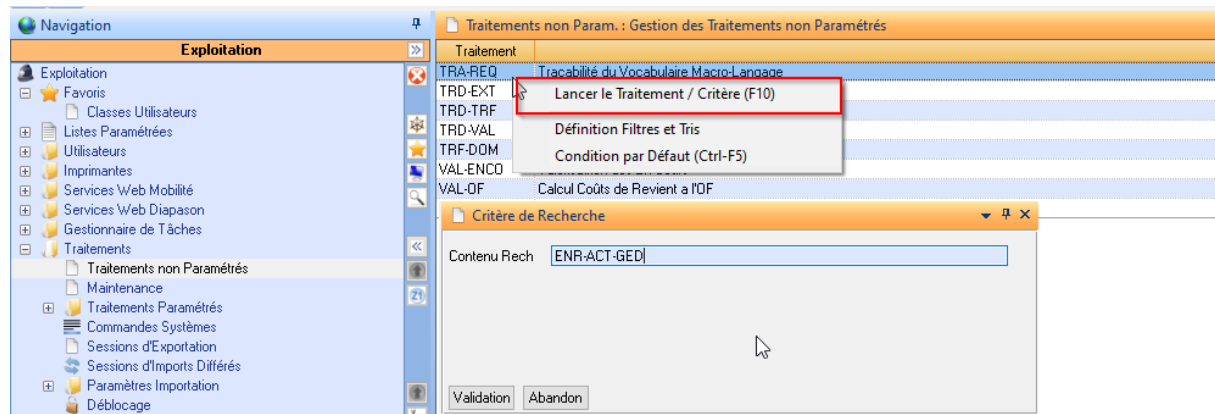 Navigation
Exploitation
Exploitation
Favoris
Classes Utilisateurs
Listes Paramétrées
Utilisateurs
Imprimantes
Services Web Mobilité
Services Web Diapason
Gestionnaire de Tâches
Traitements
Traitements non Paramétrés
Maintenance
Traitements Paramétrés
Commandes Systèmes
Sessions d'Exportation
Sessions d'Imports Différés
Paramètres Importation
Déblocage
Traitements non Param. : Gestion des Traitements non Paramétrés
Traitement
TRA-REQ Tracabilité du Vocabulaire Macro-Langage
TRD-EXT
TRD-TRF
TRD-VAL
TRF-DOM
VAL-ENCO
VAL-OF Calcul Coûts de Revient a l'OF
Lancer le Traitement / Critère (F10)
Définition Filtres et Tris
Condition par Défaut (Ctrl-F5)
Critère de Recherche
Contenu Rech ENR-ACT-GED
Validation Abandon